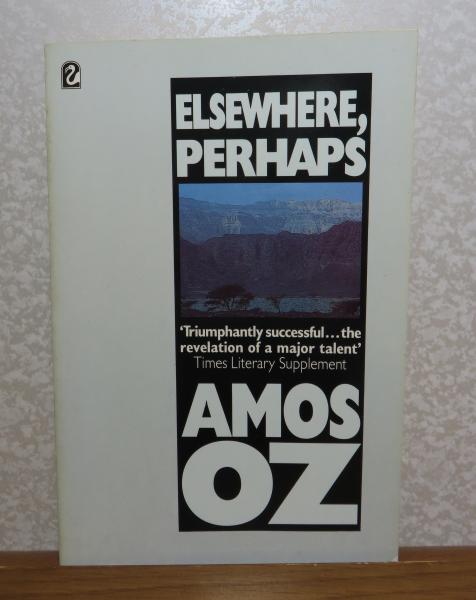 ELSEWHERE,
PERHAPS
'Triumphantly successful...the
revelation of a major talent'
Times Literary Supplement
AMOS
OZ